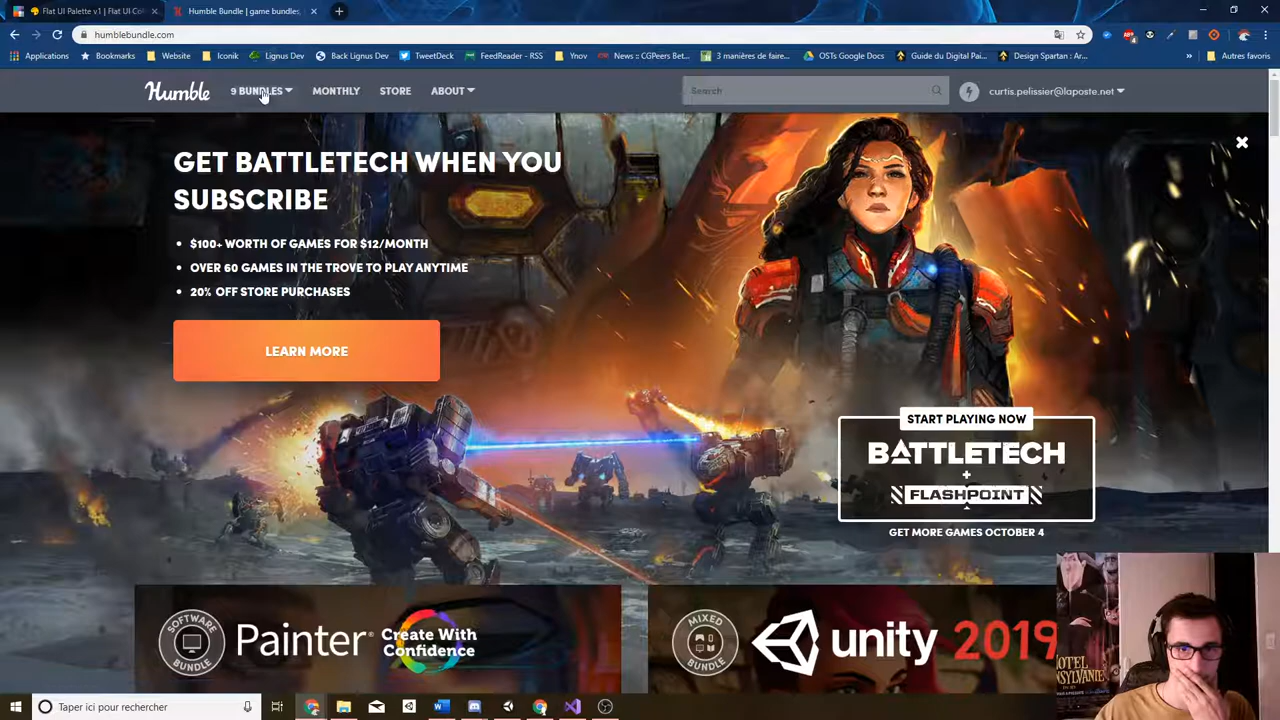 Flat UI Palette v1 | Flat UI Co
Humble Bundle | game bundles,
humblebundle.com
Applications
Bookmarks
Website
Iconik
Lignus Dev
Back Lignus Dev
TweetDeck
FeedReader - RSS
Ynov
News :: CGPeers Bet...
3 manières de faire...
OSTs Google Docs
Guide du Digital Pai...
Design Spartan : Ar...
»
Autres favoris
Humble
9 BUNDLES
MONTHLY
STORE
ABOUT
Search
curtis.pelissier@laposte.net
GET BATTLETECH WHEN YOU
SUBSCRIBE
• $100+ WORTH OF GAMES FOR $12/MONTH
• OVER 60 GAMES IN THE TROVE TO PLAY ANYTIME
• 20% OFF STORE PURCHASES
LEARN MORE
START PLAYING NOW
BATTLETECH
+
FLASHPOINT
GET MORE GAMES OCTOBER 4
SOFTWARE BUNDLE
Painter®
Create With
Confidence
MIXED BUNDLE
unity 2019
HOTEL
Taper ici pour rechercher